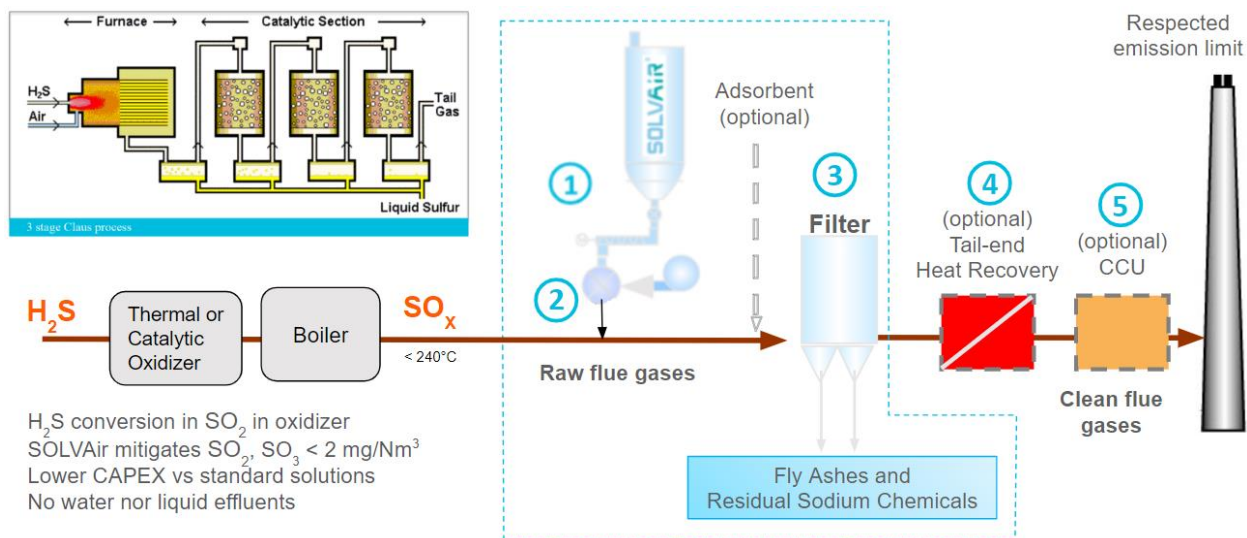 Furnace
Catalytic Section
H₂S
Air
Tail
Gas
Liquid Sulfur
3 stage Claus process
H₂S
Thermal or
Catalytic
Oxidizer
Boiler
SOₓ
< 240°C
H₂S conversion in SO₂ in oxidizer
SOLVAir mitigates SO₂, SO₃ < 2 mg/Nm³
Lower CAPEX vs standard solutions
No water nor liquid effluents
1
SOLVAIR®
2
Raw flue gases
Adsorbent
(optional)
3
Filter
Fly Ashes and
Residual Sodium Chemicals
4
(optional)
Tail-end
Heat Recovery
5
(optional)
CCU
Clean flue
gases
Respected
emission limit